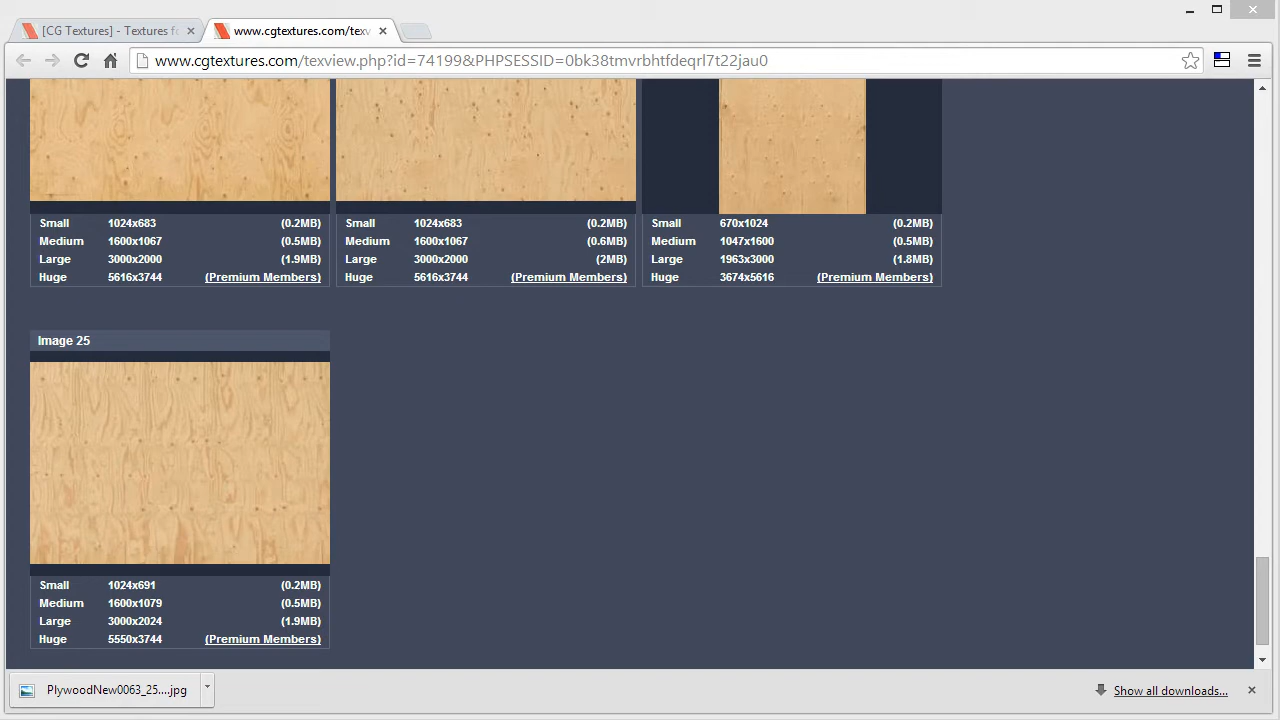 [CG Textures] - Textures fo
www.cgtextures.com/texv
www.cgtextures.com/texview.php?id=74199&PHPSESSID=0bk38tmvrbhtfdeqrl7t22jau0
Small 1024x683 (0.2MB)
Medium 1600x1067 (0.5MB)
Large 3000x2000 (1.9MB)
Huge 5616x3744 (Premium Members)
Small 1024x683 (0.2MB)
Medium 1600x1067 (0.6MB)
Large 3000x2000 (2MB)
Huge 5616x3744 (Premium Members)
Small 670x1024 (0.2MB)
Medium 1047x1600 (0.5MB)
Large 1963x3000 (1.8MB)
Huge 3674x5616 (Premium Members)
Image 25
Small 1024x691 (0.2MB)
Medium 1600x1079 (0.5MB)
Large 3000x2024 (1.9MB)
Huge 5550x3744 (Premium Members)
PlywoodNew0063_25....jpg
Show all downloads...